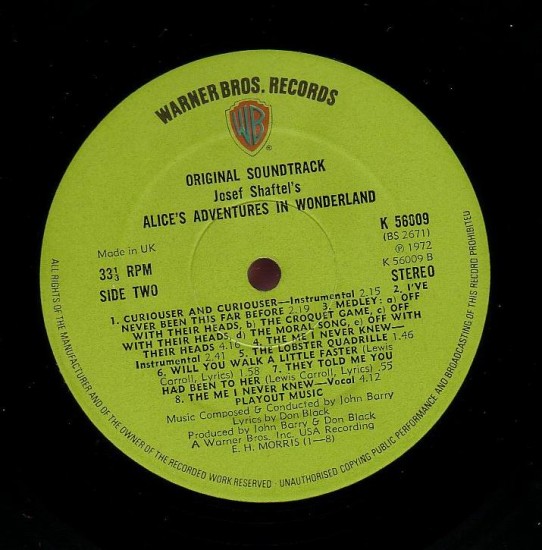 WARNER BROS. RECORDS
WB
®
ORIGINAL SOUNDTRACK
Josef Shaftel's
ALICE'S ADVENTURES IN WONDERLAND
K 56009
(BS 2671)
Made in UK
℗ 1972
K 56009 B
33⅓ RPM
STEREO
SIDE TWO
1. CURIOUSER AND CURIOUSER—Instrumental 2.15 2. I'VE
NEVER BEEN THIS FAR BEFORE 2.19 3. MEDLEY: a) OFF
WITH THEIR HEADS, b) THE CROQUET GAME, c) OFF
WITH THEIR HEADS, d) THE MORAL SONG, e) OFF WITH
THEIR HEADS 4.16 4. THE ME I NEVER KNEW—
Instrumental 2.41 5. THE LOBSTER QUADRILLE 1.46
6. WILL YOU WALK A LITTLE FASTER (Lewis
Carroll, Lyrics) 1.58 7. THEY TOLD ME YOU
HAD BEEN TO HER (Lewis Carroll, Lyrics) .55
8. THE ME I NEVER KNEW—Vocal 4.12
PLAYOUT MUSIC
Music Composed & Conducted by John Barry
Lyrics by Don Black
Produced by John Barry & Don Black
A Warner Bros. Inc. USA Recording
E. H. MORRIS (1—8)
ALL RIGHTS OF THE MANUFACTURER AND OF THE OWNER OF THE RECORDED WORK RESERVED · UNAUTHORISED COPYING PUBLIC PERFORMANCE AND BROADCASTING OF THIS RECORD PROHIBITED